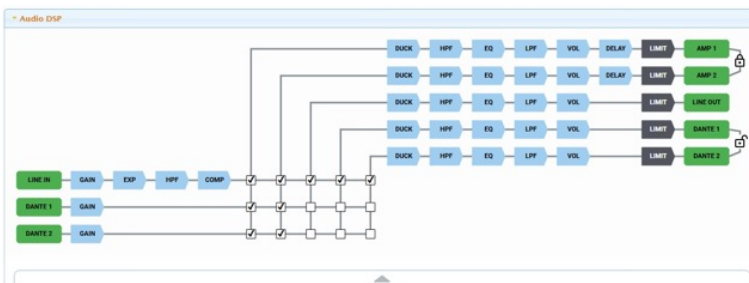 Audio DSP
DUCK HPF EQ LPF VOL DELAY LIMIT AMP 1
DUCK HPF EQ LPF VOL DELAY LIMIT AMP 2
DUCK HPF EQ LPF VOL LIMIT LINE OUT
DUCK HPF EQ LPF VOL LIMIT DANTE 1
DUCK HPF EQ LPF VOL LIMIT DANTE 2
LINE IN GAIN EXP HPF COMP
DANTE 1 GAIN
DANTE 2 GAIN